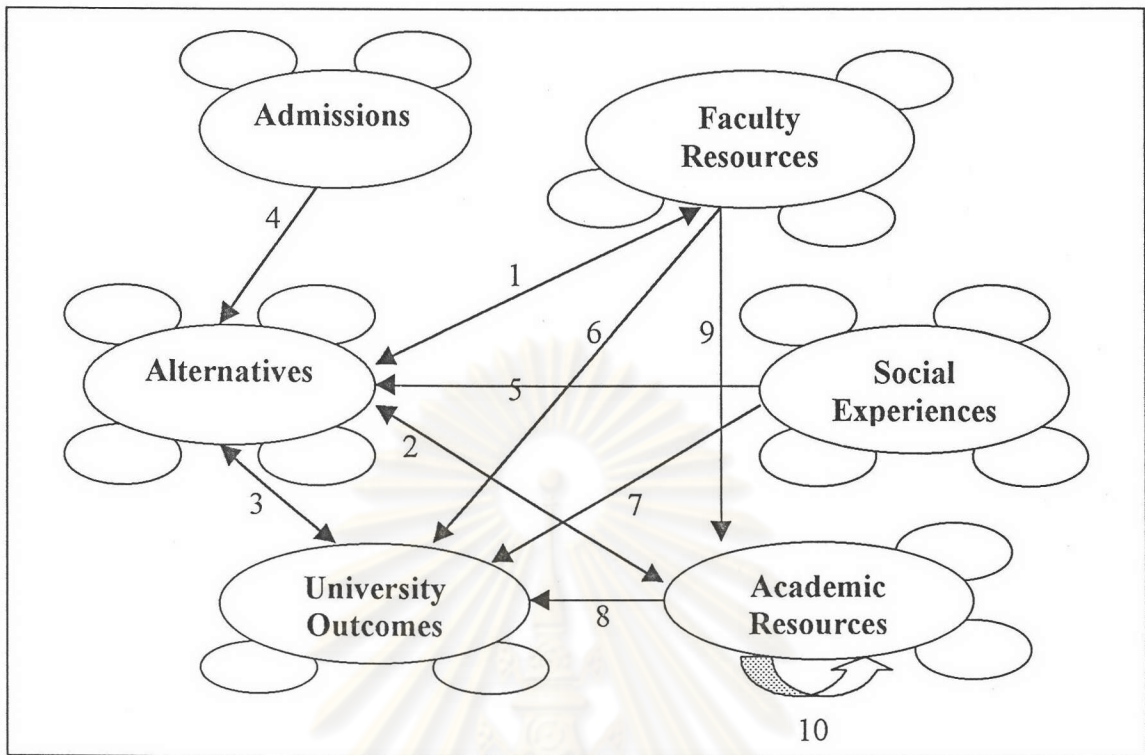 Admissions
Faculty
Resources
4
1
6
9
Alternatives
Social
Experiences
5
2
3
7
University
Outcomes
8
Academic
Resources
10